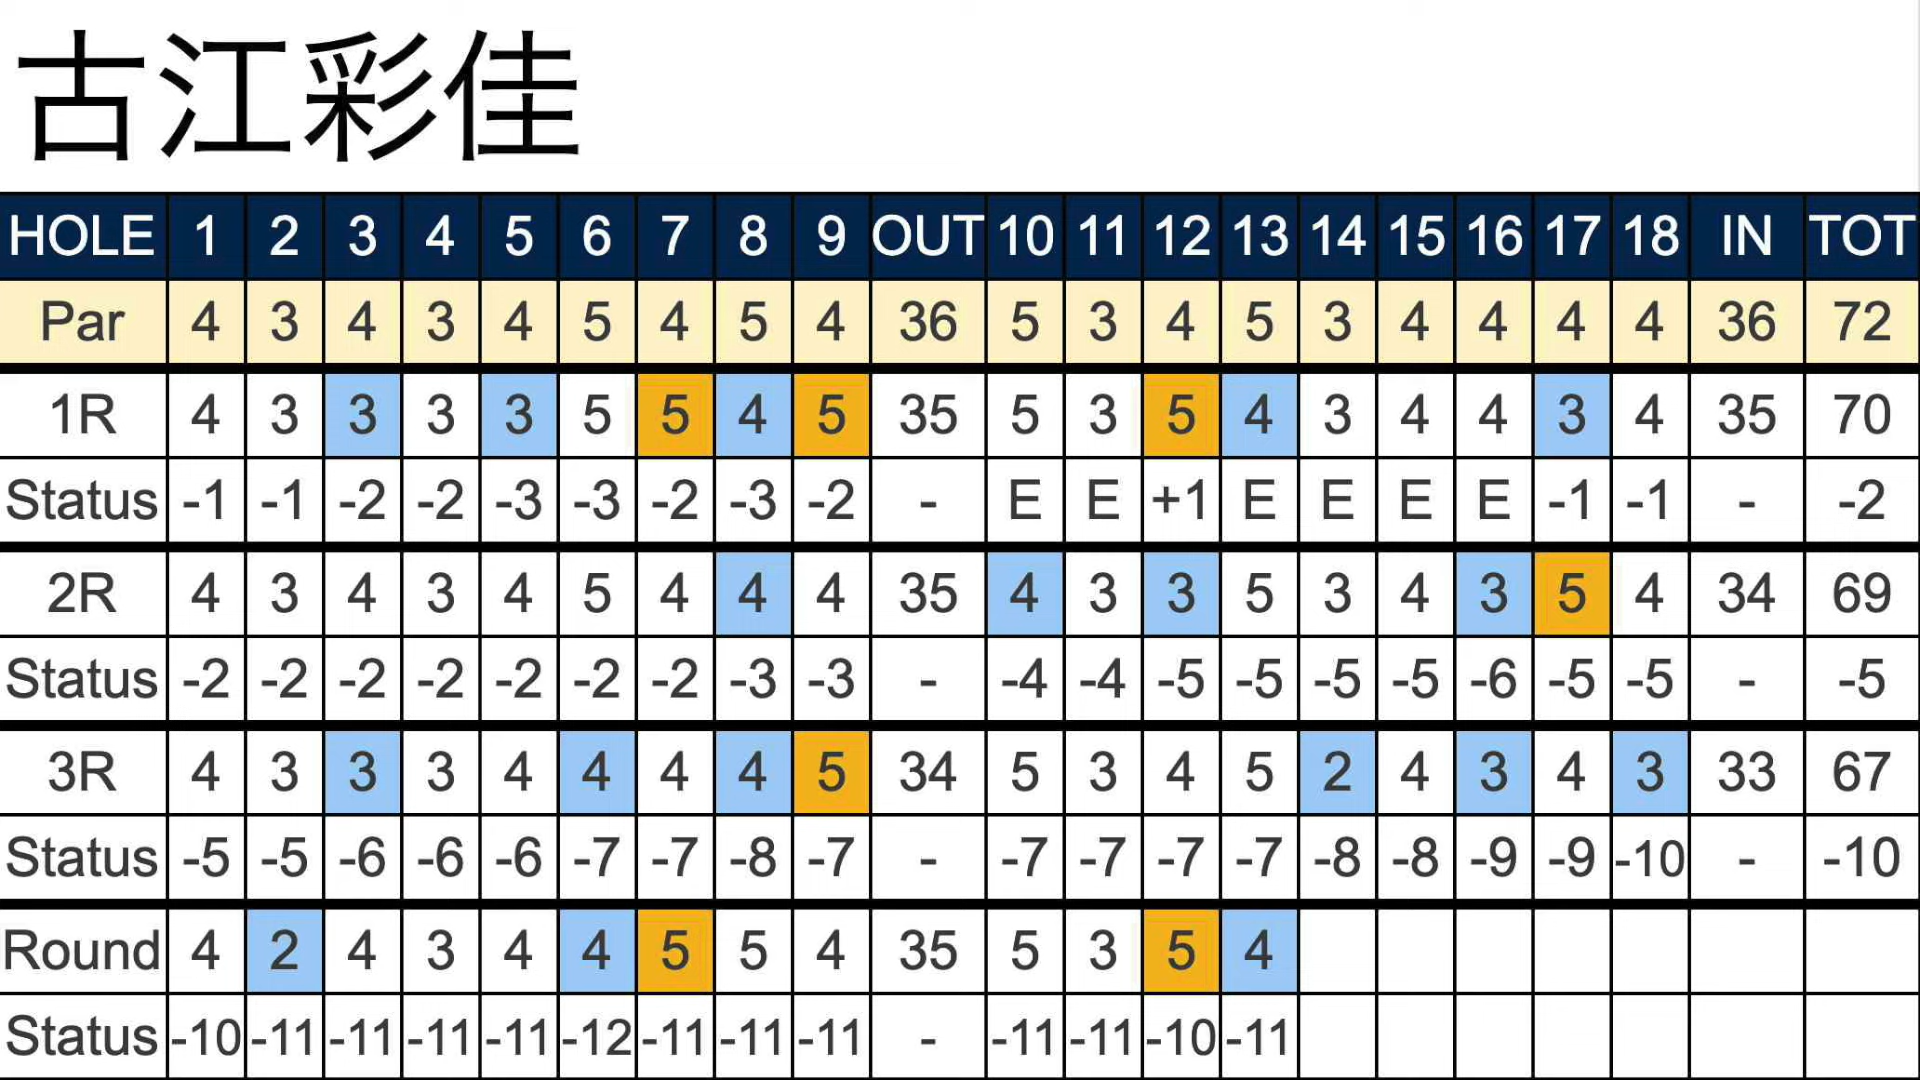 古江彩佳
HOLE 1 2 3 4 5 6 7 8 9 OUT 10 11 12 13 14 15 16 17 18 IN TOT
Par 4 3 4 3 4 5 4 5 4 36 5 3 4 5 3 4 4 4 4 36 72
1R 4 3 3 3 3 5 5 4 5 35 5 3 5 4 3 4 4 3 4 35 70
Status -1 -1 -2 -2 -3 -3 -2 -3 -2 - E E +1 E E E E -1 -1 - -2
2R 4 3 4 3 4 5 4 4 4 35 4 3 3 5 3 4 3 5 4 34 69
Status -2 -2 -2 -2 -2 -2 -2 -3 -3 - -4 -4 -5 -5 -5 -5 -6 -5 -5 - -5
3R 4 3 3 3 4 4 4 4 5 34 5 3 4 5 2 4 3 4 3 33 67
Status -5 -5 -6 -6 -6 -7 -7 -8 -7 - -7 -7 -7 -7 -8 -8 -9 -9 -10 - -10
Round 4 2 4 3 4 4 5 5 4 35 5 3 5 4
Status -10 -11 -11 -11 -11 -12 -11 -11 -11 - -11 -11 -10 -11